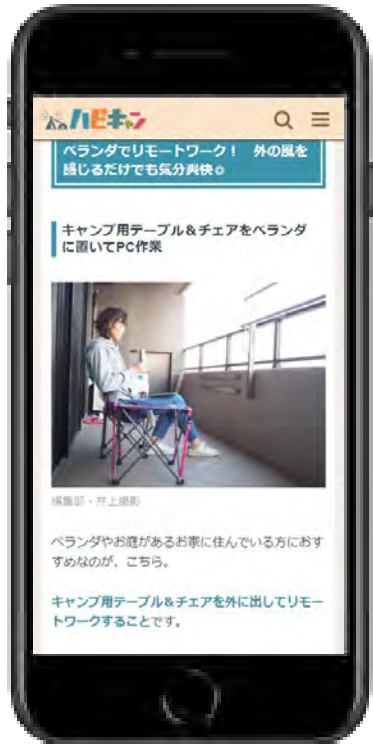 ハピキャン
ベランダでリモートワーク！　外の風を
感じるだけでも気分爽快◎
キャンプ用テーブル＆チェアをベランダ
に置いてPC作業
編集部・井上撮影
ベランダやお庭があるお家に住んでいる方におす
すめなのが、こちら。
キャンプ用テーブル＆チェアを外に出してリモー
トワークすることです。